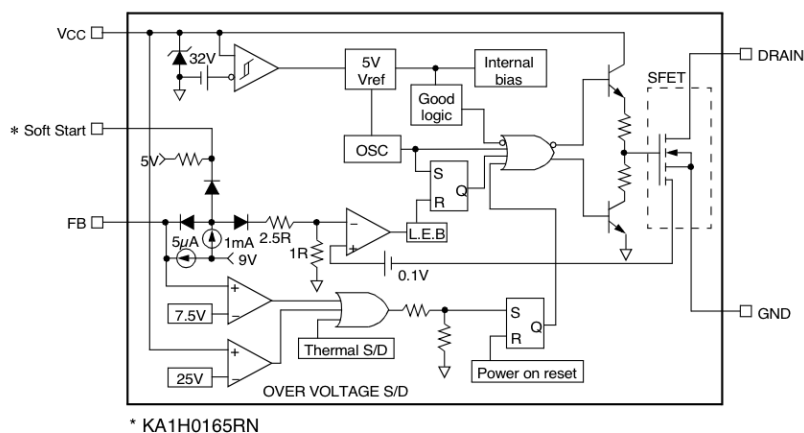 VCC
32V
5V
Vref
Internal
bias
DRAIN
SFET
Good
logic
* Soft Start
5V
OSC
S
Q
R
FB
5μA
1mA
9V
2.5R
1R
−
+
L.E.B
0.1V
+
7.5V
−
Thermal S/D
S
Q
R
GND
+
25V
−
Power on reset
OVER VOLTAGE S/D
* KA1H0165RN